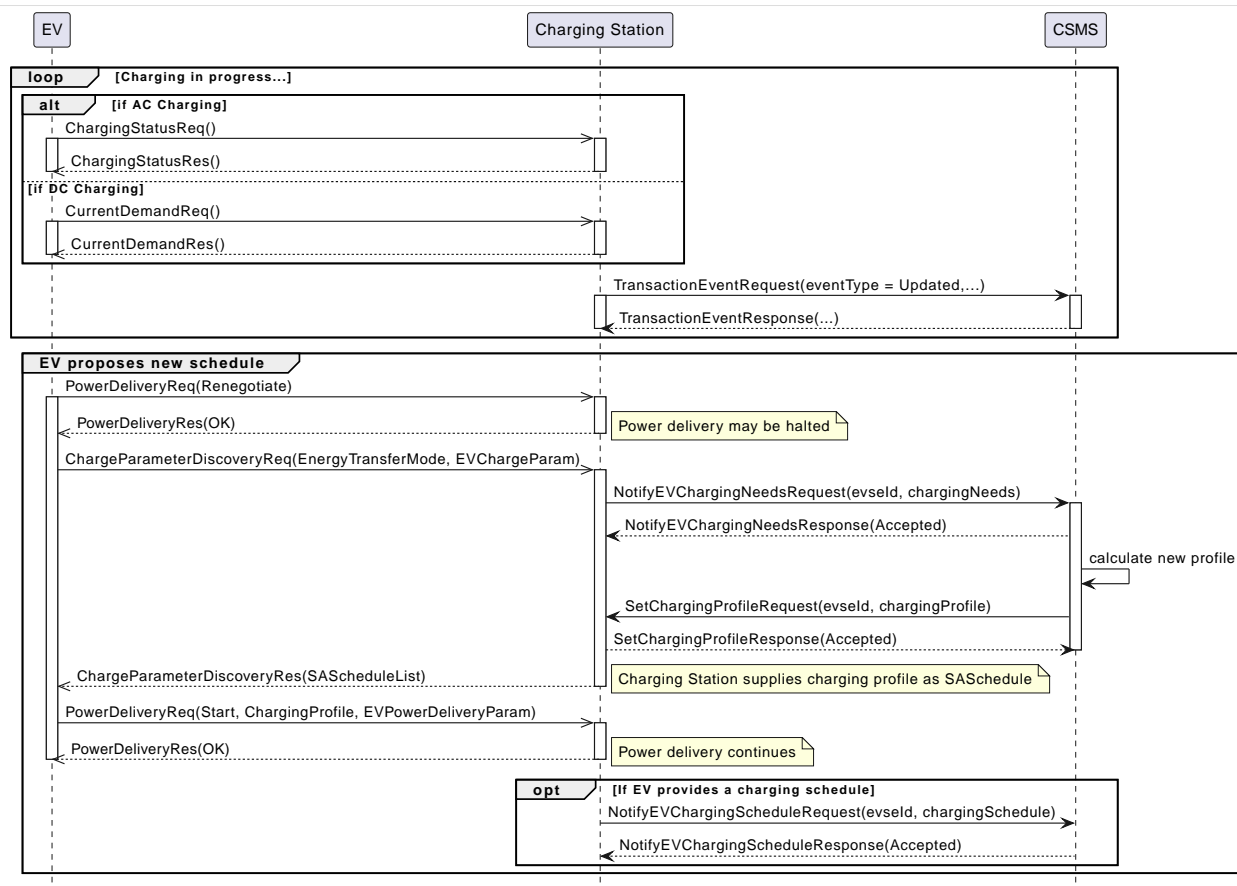 EV
Charging Station
CSMS
loop
[Charging in progress...]
alt
[if AC Charging]
ChargingStatusReq()
ChargingStatusRes()
[if DC Charging]
CurrentDemandReq()
CurrentDemandRes()
TransactionEventRequest(eventType = Updated,...)
TransactionEventResponse(...)
EV proposes new schedule
PowerDeliveryReq(Renegotiate)
PowerDeliveryRes(OK)
Power delivery may be halted
ChargeParameterDiscoveryReq(EnergyTransferMode, EVChargeParam)
NotifyEVChargingNeedsRequest(evseId, chargingNeeds)
NotifyEVChargingNeedsResponse(Accepted)
calculate new profile
SetChargingProfileRequest(evseId, chargingProfile)
SetChargingProfileResponse(Accepted)
ChargeParameterDiscoveryRes(SAScheduleList)
Charging Station supplies charging profile as SASchedule
PowerDeliveryReq(Start, ChargingProfile, EVPowerDeliveryParam)
PowerDeliveryRes(OK)
Power delivery continues
opt
[If EV provides a charging schedule]
NotifyEVChargingScheduleRequest(evseId, chargingSchedule)
NotifyEVChargingScheduleResponse(Accepted)